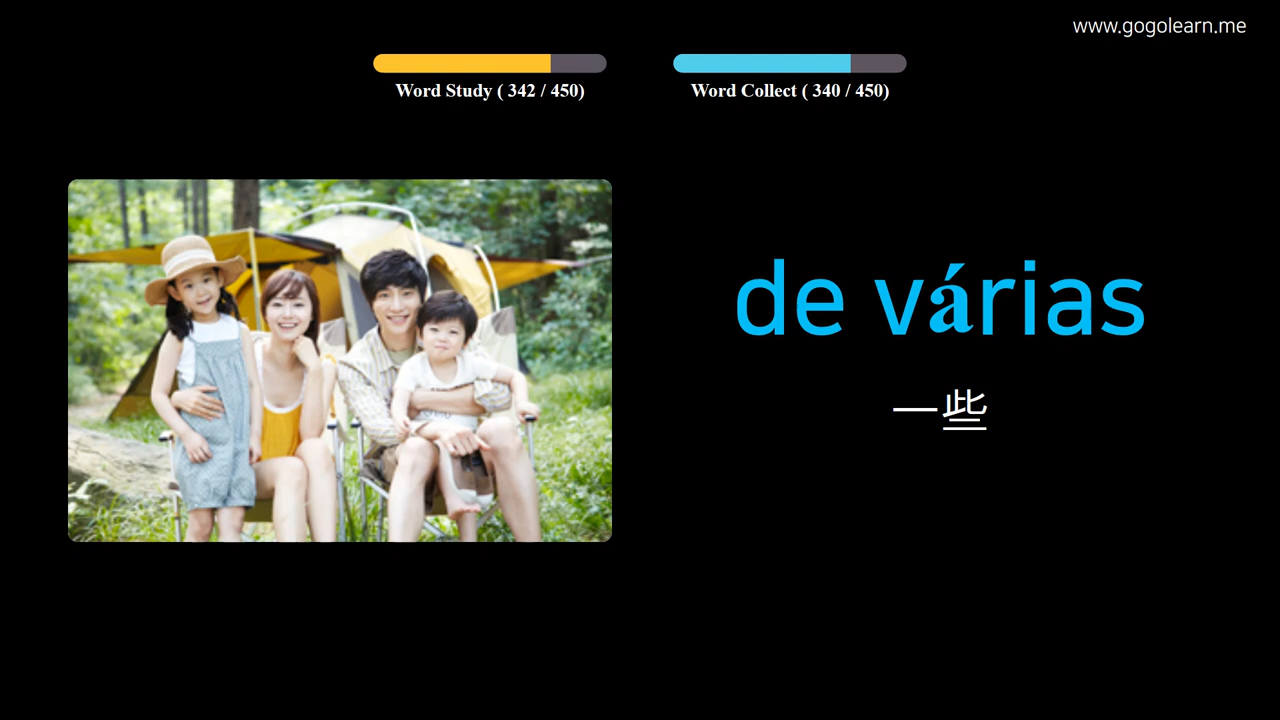 www.gogolearn.me
Word Study ( 342 / 450)
Word Collect ( 340 / 450)
de várias
一些